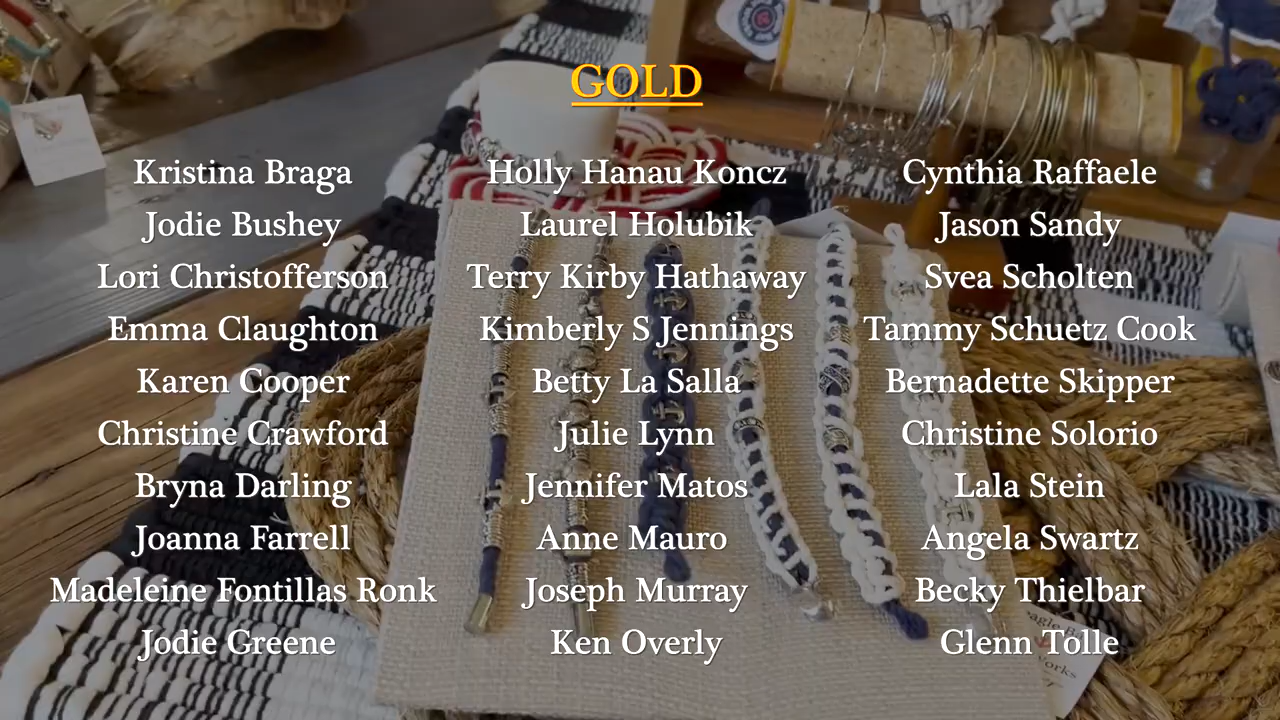 GOLD
Kristina Braga
Jodie Bushey
Lori Christofferson
Emma Claughton
Karen Cooper
Christine Crawford
Bryna Darling
Joanna Farrell
Madeleine Fontillas Ronk
Jodie Greene
Holly Hanau Koncz
Laurel Holubik
Terry Kirby Hathaway
Kimberly S Jennings
Betty La Salla
Julie Lynn
Jennifer Matos
Anne Mauro
Joseph Murray
Ken Overly
Cynthia Raffaele
Jason Sandy
Svea Scholten
Tammy Schuetz Cook
Bernadette Skipper
Christine Solorio
Lala Stein
Angela Swartz
Becky Thielbar
Glenn Tolle